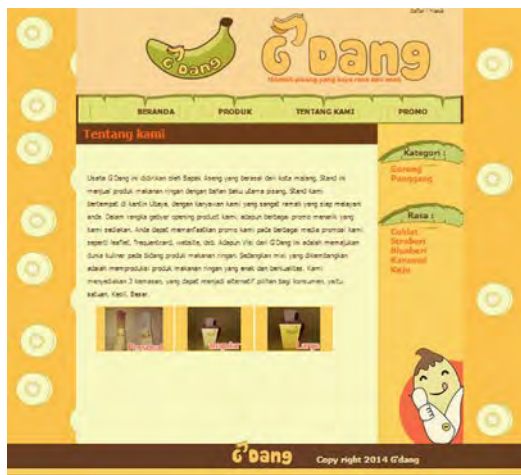 Daftar | Masuk
G'Dang
G'Dang
Nikmati pisang yang kaya rasa dan enak
BERANDA PRODUK TENTANG KAMI PROMO
Tentang kami
Kategori :
Goreng
Panggang
Rasa :
Coklat
Stroberi
Blueberi
Karamel
Keju
Usaha G'Dang ini didirikan oleh Bapak Aseng yang berasal dari kota malang. Stand ini
menjual produk makanan ringan dengan bahan baku utama pisang. Stand kami
bertempat di kantin Ubaya, dengan karyawan kami yang sangat ramah yang siap melayani
anda. Dalam rangka gebyar opening product kami, adapun berbagai promo menarik yang
kami sediakan. Anda dapat memanfaatkan promo kami pada berbagai media promosi kami
seperti leaflet, frequentcard, website, dsb. Adapun Visi dari G'Dang ini adalah memajukan
dunia kuliner pada bidang produk makanan ringan. Sedangkan misi yang dikembangkan
adalah memproduksi produk makanan ringan yang enak dan berkualitas. Kami
menyediakan 3 kemasan, yang dapat menjadi alternatif pilihan bagi konsumen, yaitu
satuan, Kecil, Besar.
Regular
Large
G'Dang Copy right 2014 G'dang